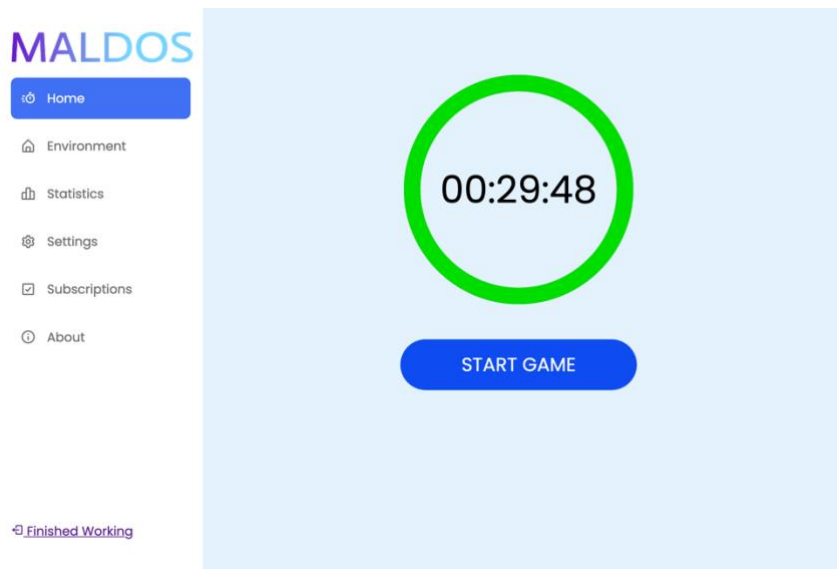 MALDOS
Home
Environment
Statistics
Settings
Subscriptions
About
Finished Working
00:29:48
START GAME